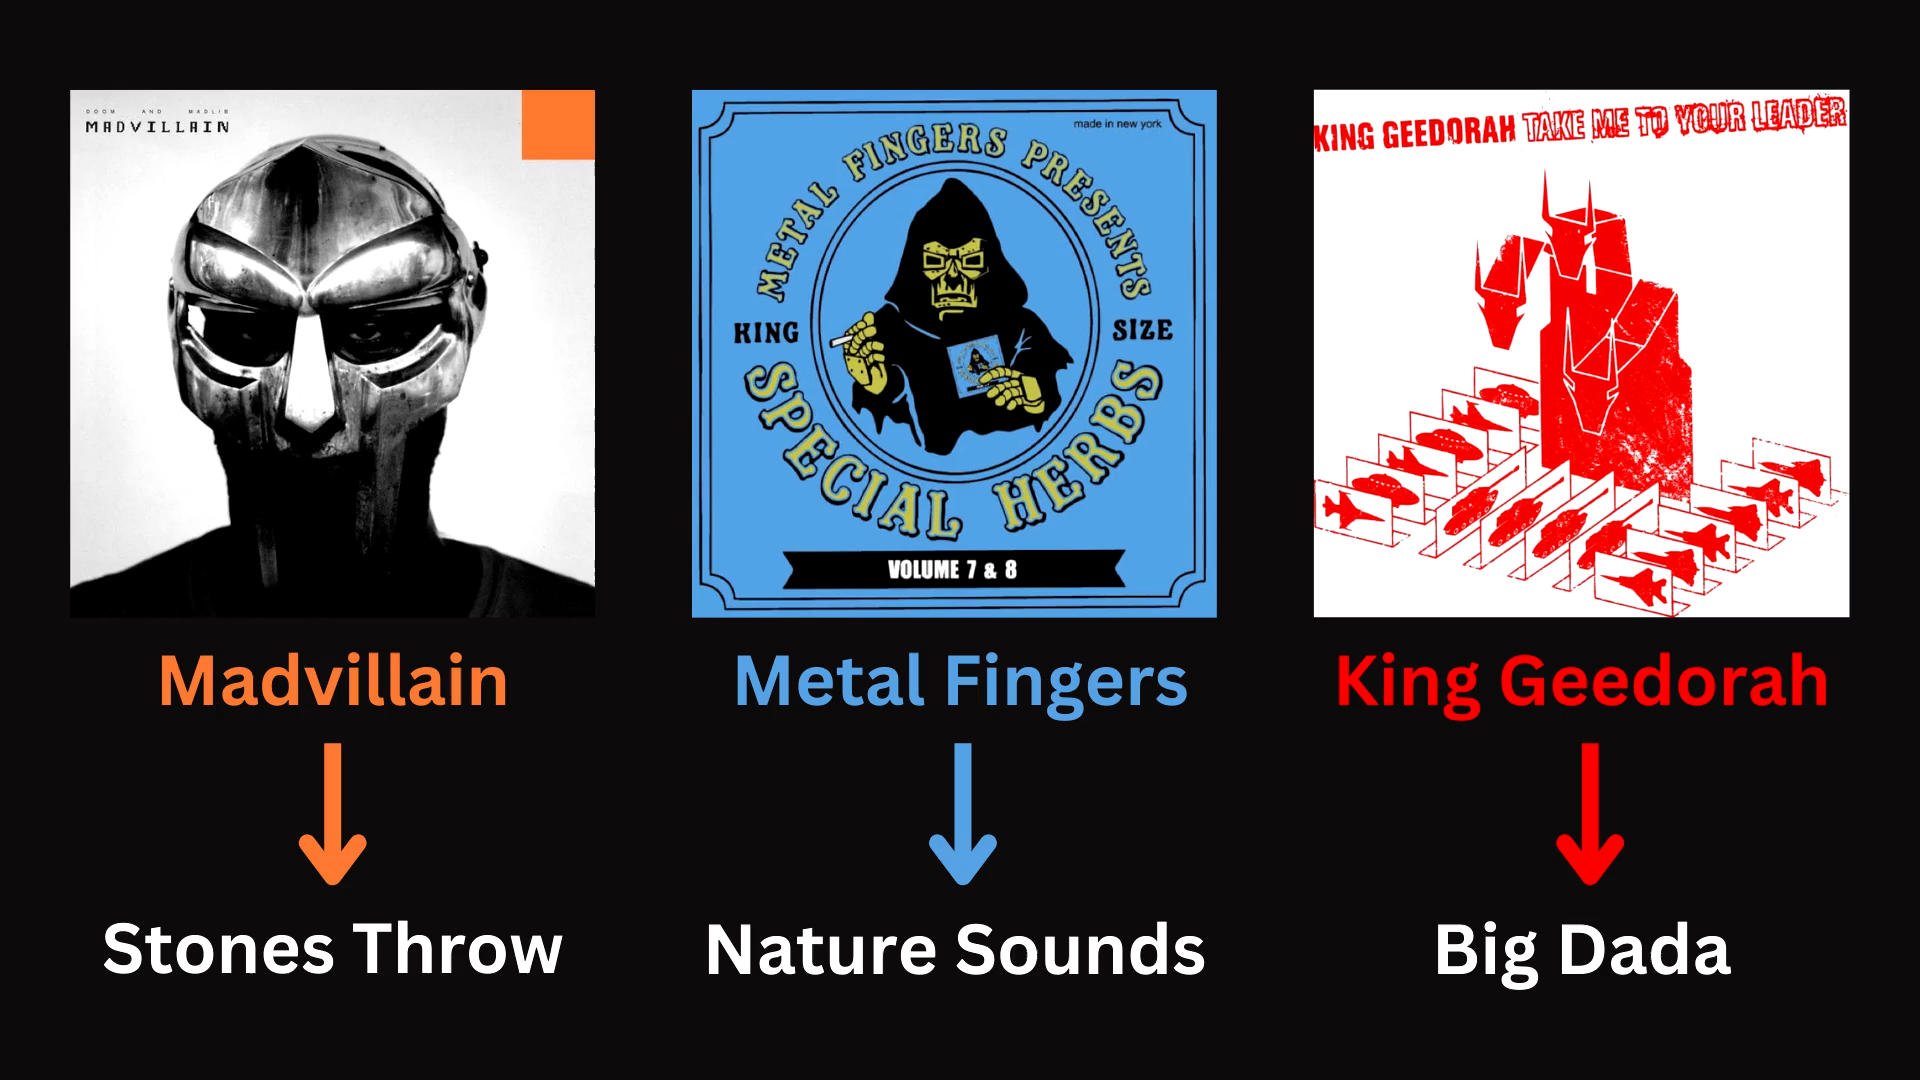 DOOM AND MADLIB
MADVILLAIN
made in new york
METAL FINGERS PRESENTS
KING SIZE
SPECIAL HERBS
VOLUME 7 & 8
KING GEEDORAH TAKE ME TO YOUR LEADER
Madvillain
Metal Fingers
King Geedorah
Stones Throw
Nature Sounds
Big Dada